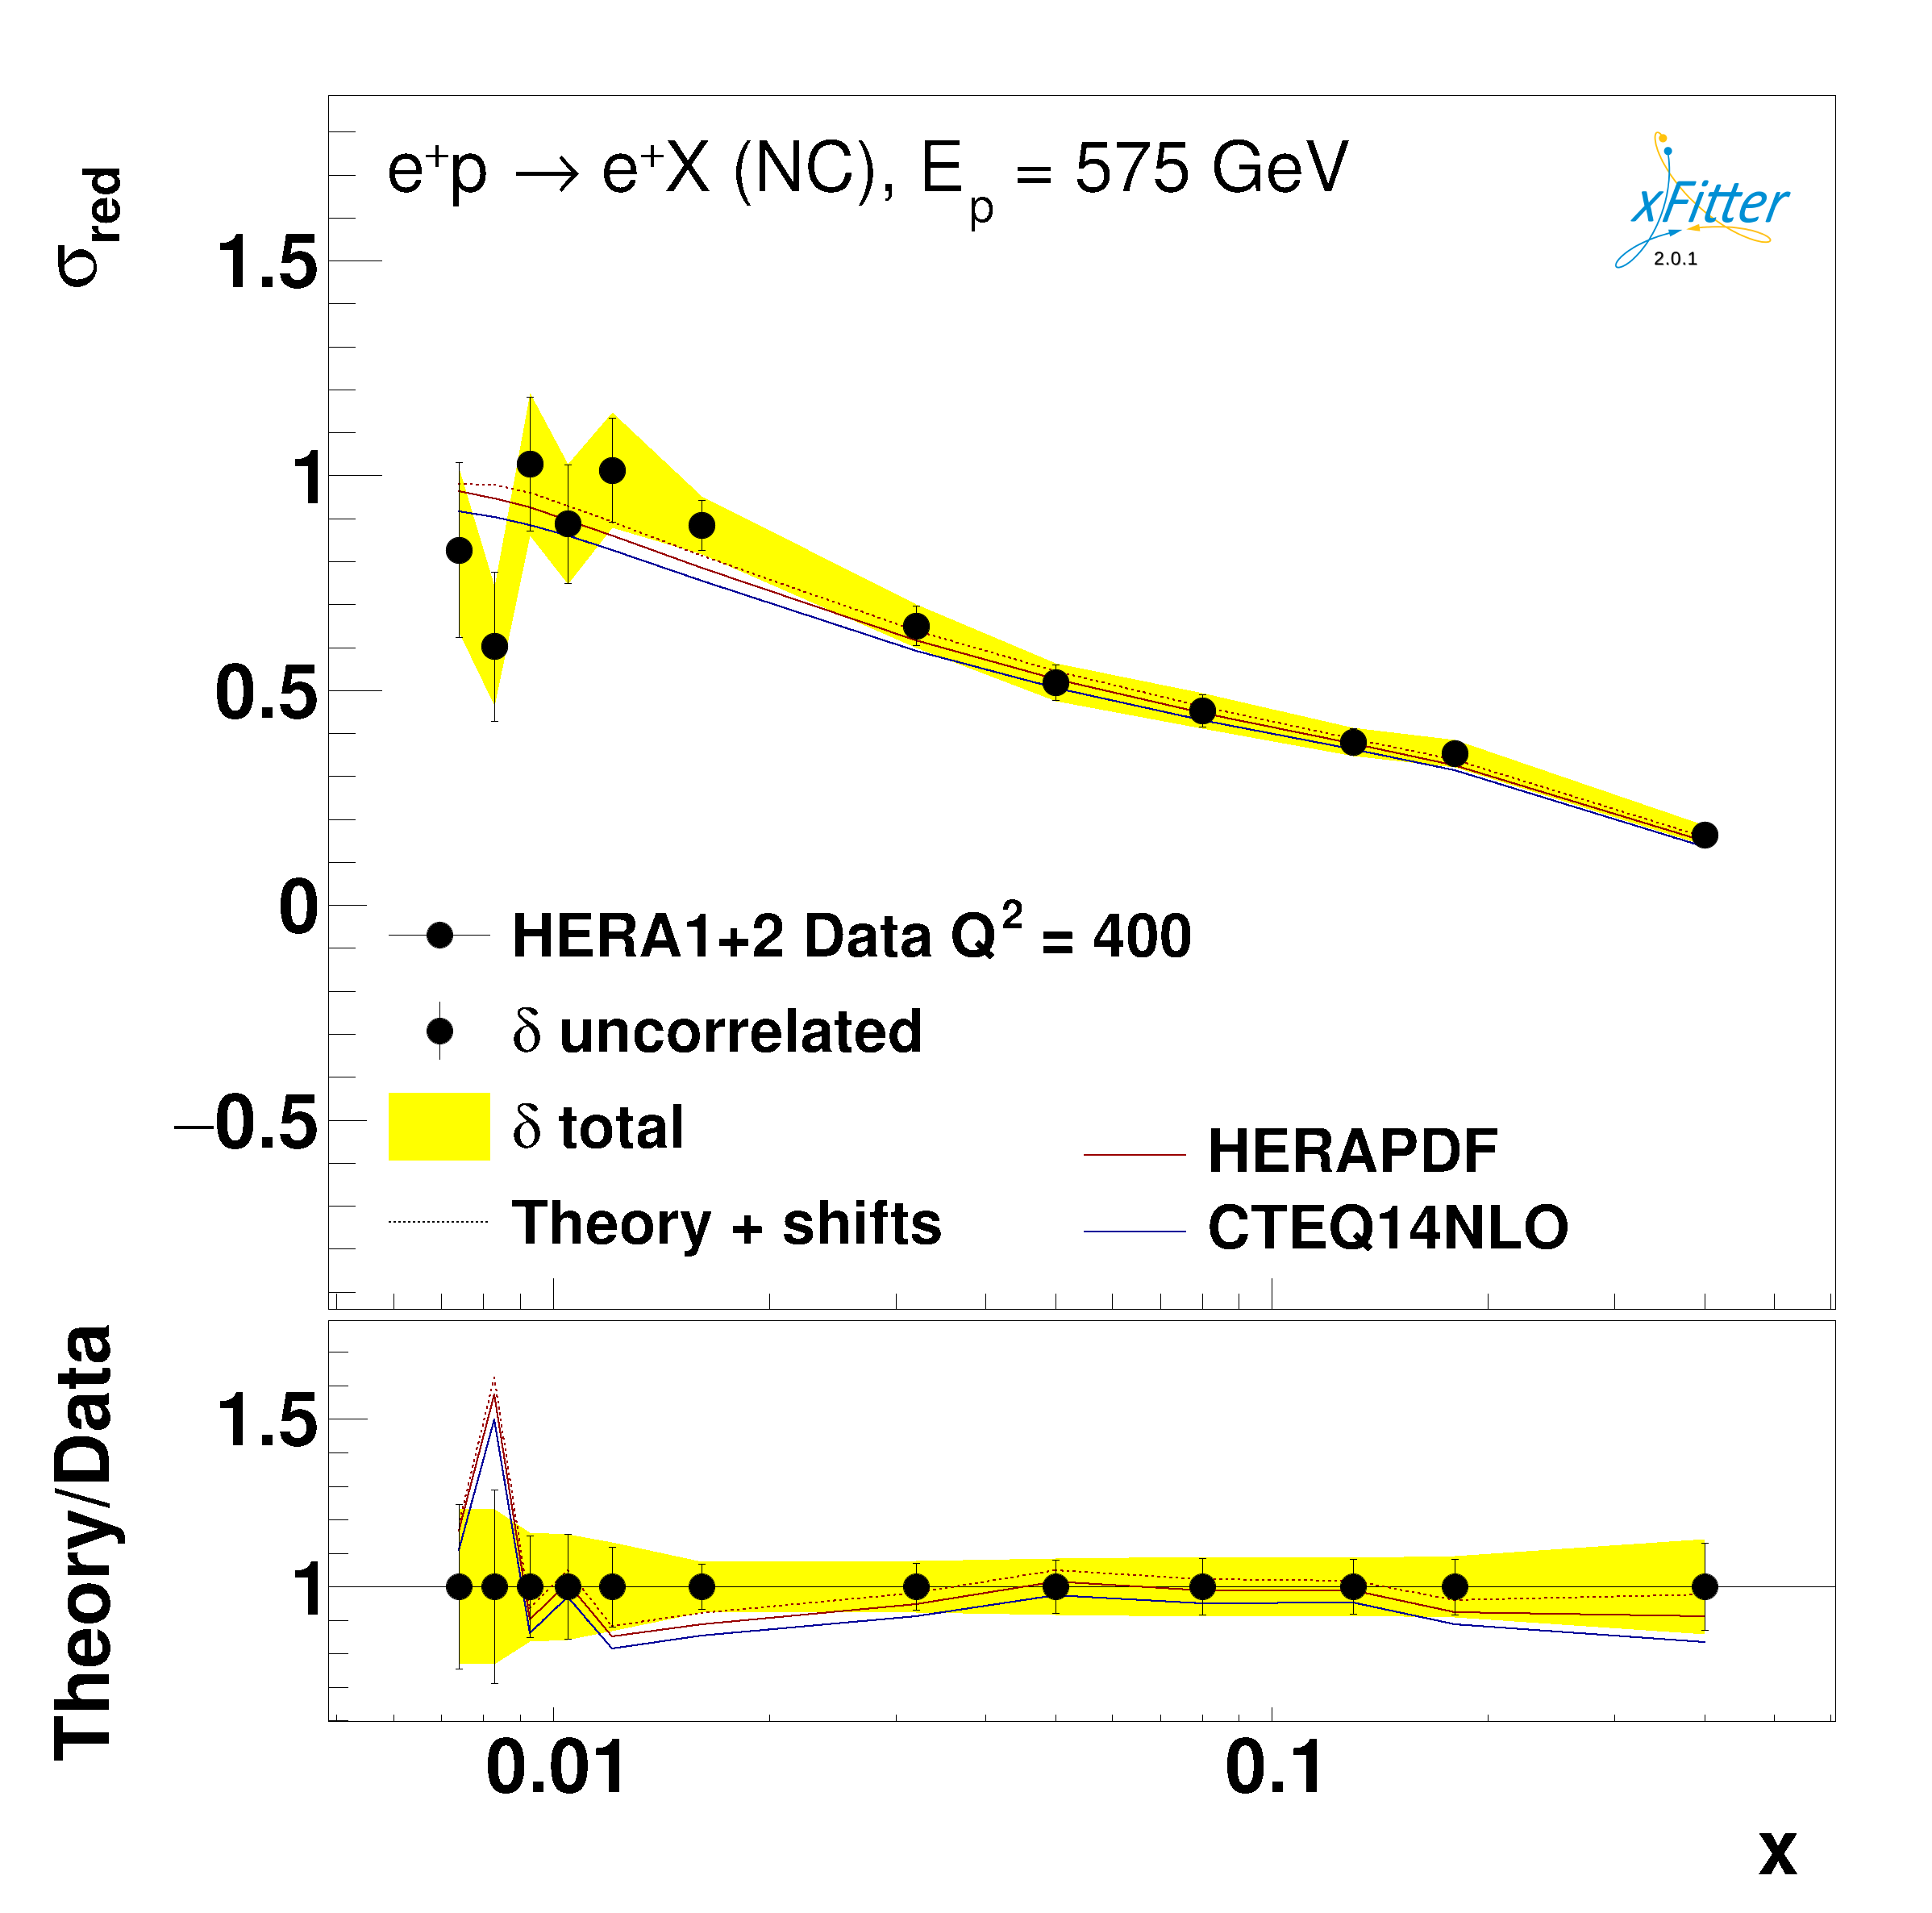 σred
e+p → e+X (NC), Ep = 575 GeV
xFitter
2.0.1
1.5
1
0.5
0
−0.5
HERA1+2 Data Q2 = 400
δ uncorrelated
δ total
Theory + shifts
HERAPDF
CTEQ14NLO
Theory/Data
1.5
1
0.01
0.1
x